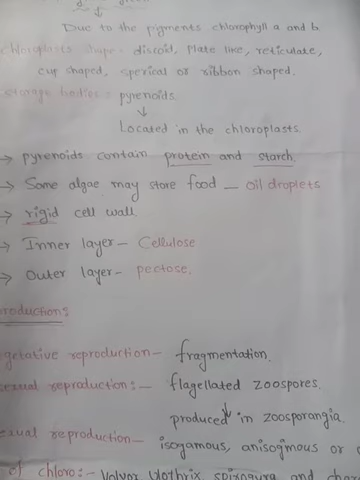 ↓
Due to the pigments chlorophyll a and b.
chloroplasts shape - discoid, plate like, reticulate,
cup shaped, sperical or ribbon shaped.
storage bodies: pyrenoids.
↓
Located in the chloroplasts.
→ pyrenoids contain protein and starch.
→ Some algae may store food - oil droplets
→ rigid cell wall.
→ Inner layer - Cellulose
→ Outer layer - pectose.
roduction:
getative reproduction - fragmentation.
sexual reproduction: - flagellated zoospores.
produced ↓ in zoosporangia.
exual reproduction - isogamous, anisogmous or
of chloro: - Volvox, Ulothrix, spirogyra and chara